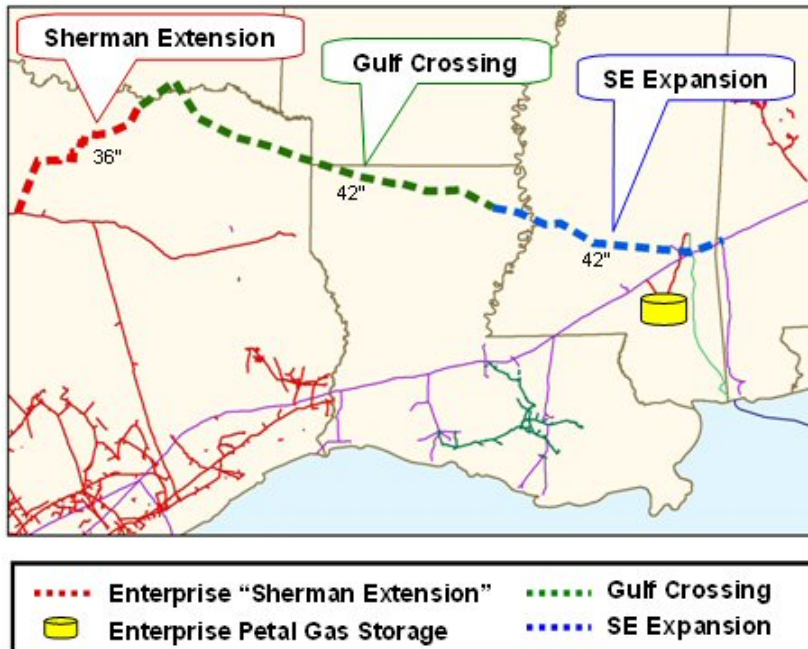 Sherman Extension
Gulf Crossing
SE Expansion
36"
42"
42"
Enterprise “Sherman Extension”
Gulf Crossing
Enterprise Petal Gas Storage
SE Expansion